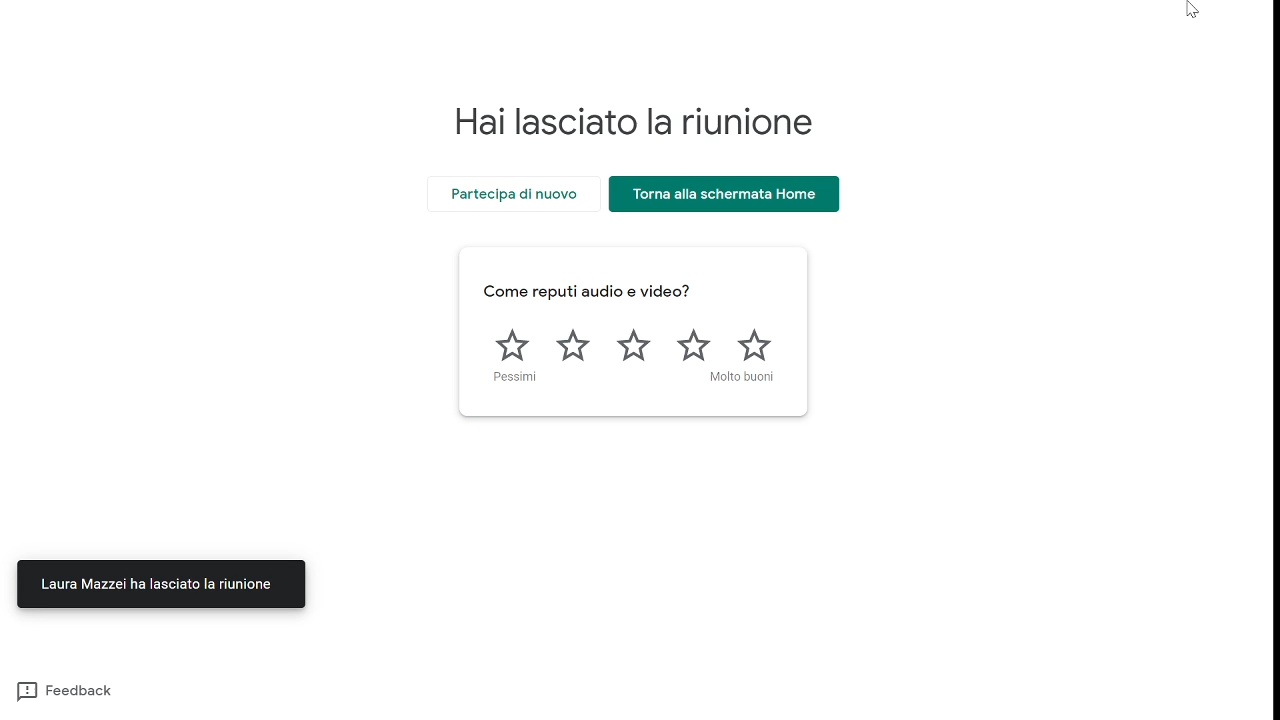 Hai lasciato la riunione
Partecipa di nuovo
Torna alla schermata Home
Come reputi audio e video?
Pessimi
Molto buoni
Laura Mazzei ha lasciato la riunione
Feedback